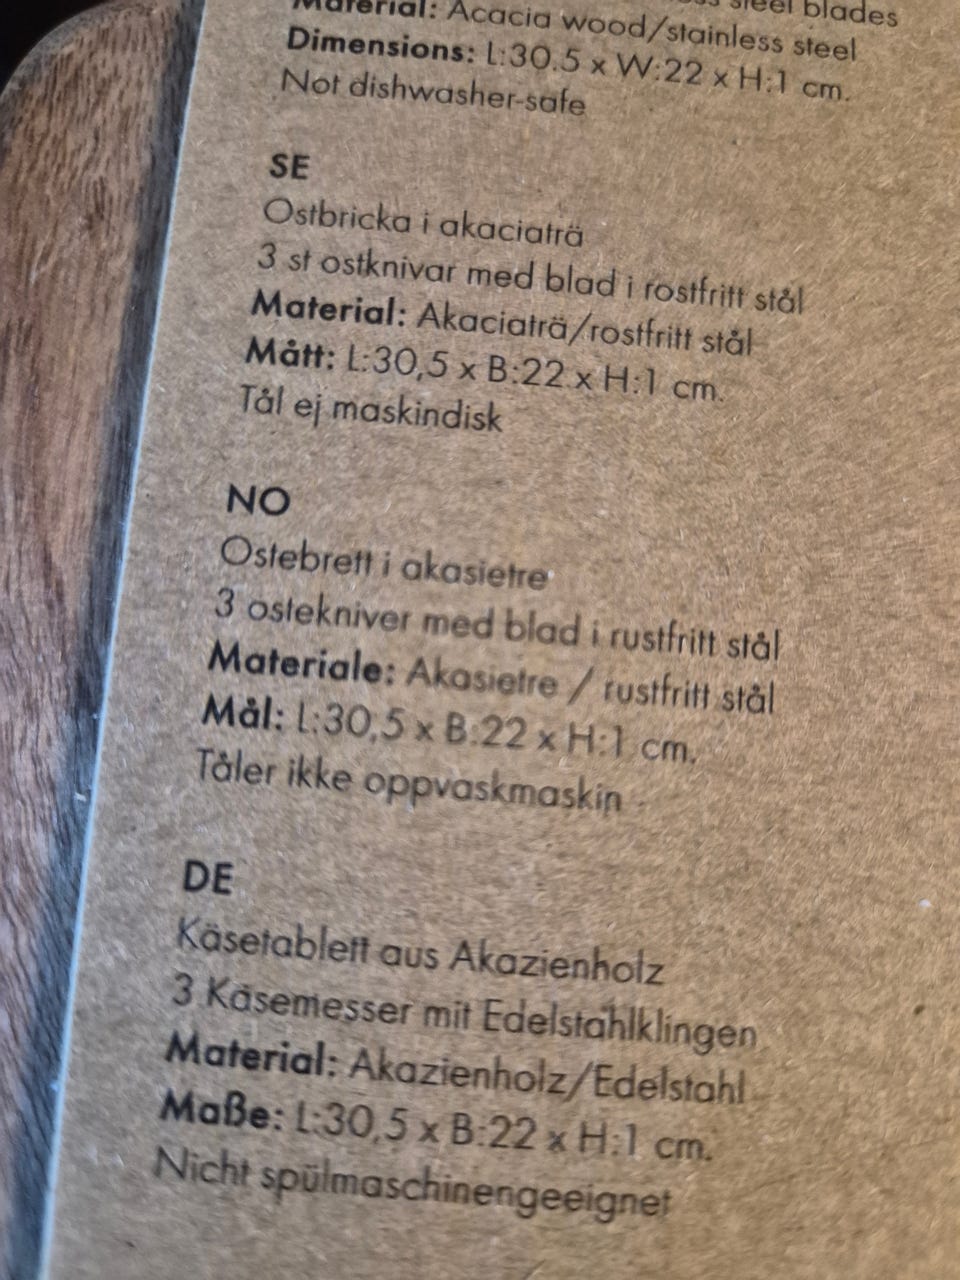 steel blades
Material: Acacia wood/stainless steel
Dimensions: L:30.5 x W:22 x H:1 cm.
Not dishwasher-safe
SE
Ostbricka i akaciaträ
3 st ostknivar med blad i rostfritt stål
Material: Akaciaträ/rostfritt stål
Mått: L:30,5 x B:22 x H:1 cm.
Tål ej maskindisk
NO
Ostebrett i akasietre
3 ostekniver med blad i rustfritt stål
Materiale: Akasietre / rustfritt stål
Mål: L:30,5 x B:22 x H:1 cm.
Tåler ikke oppvaskmaskin
DE
Käsetablett aus Akazienholz
3 Käsemesser mit Edelstahlklingen
Material: Akazienholz/Edelstahl
Maße: L:30,5 x B:22 x H:1 cm.
Nicht spülmaschinengeeignet